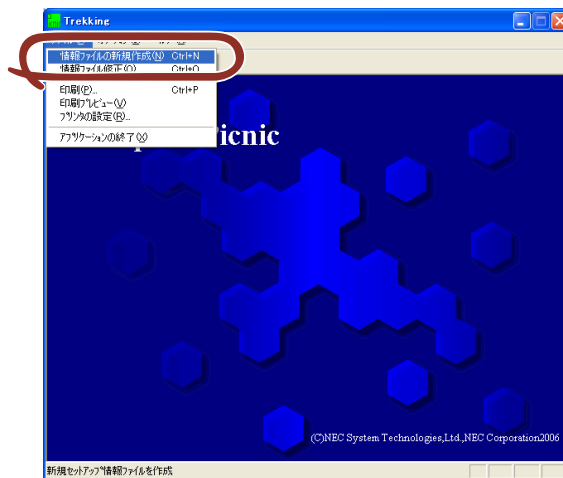 Trekking
情報ファイルの新規作成(N) Ctrl+N
情報ファイル修正(O) Ctrl+O
印刷(P)... Ctrl+P
印刷プレビュー(V)
プリンタの設定(R)...
アプリケーションの終了(X)
icnic
(C)NEC System Technologies,Ltd.,NEC Corporation2006
新規セットアップ情報ファイルを作成